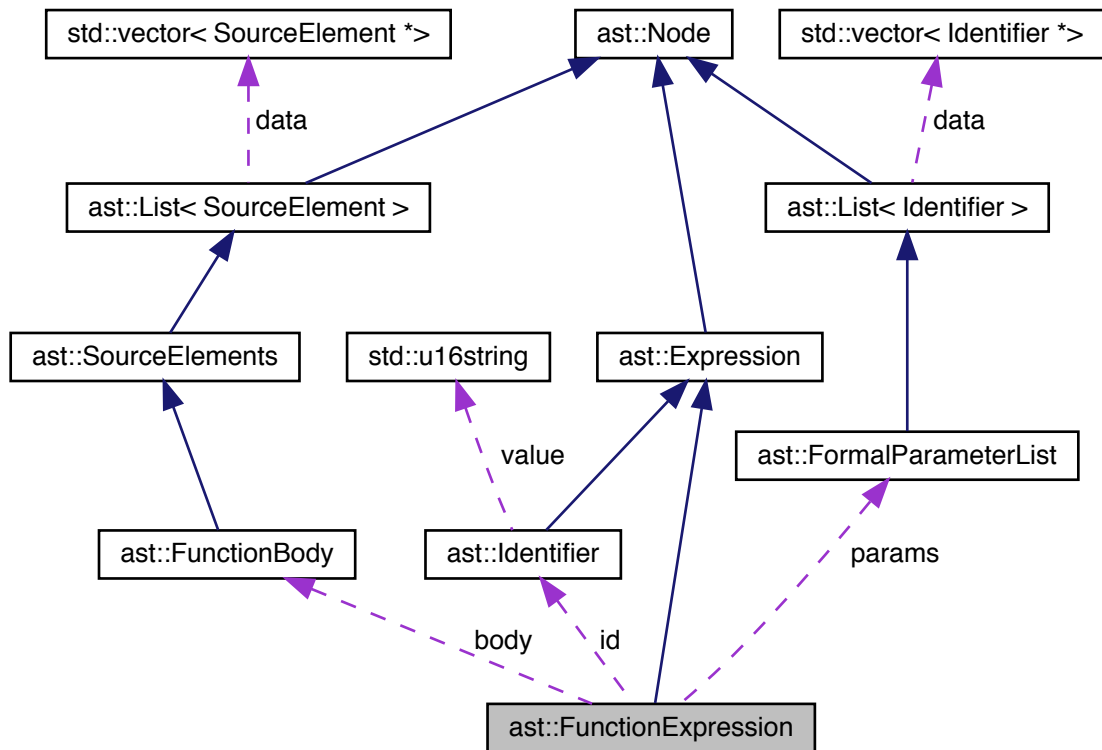 std::vector< SourceElement *>
ast::Node
std::vector< Identifier *>
data
data
ast::List< SourceElement >
ast::List< Identifier >
ast::SourceElements
std::u16string
ast::Expression
value
ast::FormalParameterList
ast::FunctionBody
ast::Identifier
params
body
id
ast::FunctionExpression